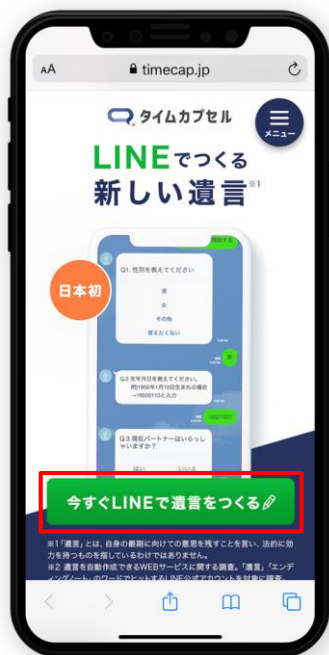 AA timecap.jp
タイムカプセル
メニュー
LINEでつくる
新しい遺言※1
日本初
Q1. 性別を教えてください
男
女
その他
答えたくない
男
Q.2 生年月日を教えてください。
例)1950年1月10日生まれの場合
→19500110と入力
Q.3 現在パートナーはいらっし
ゃいますか?
はい いいえ
今すぐLINEで遺言をつくる
※1「遺言」とは、自身の最期に向けての意思を残すことを言い、法的に効
力を持つものを指しているわけではありません。
※2 遺言を自動作成できるWEBサービスに関する調査。「遺言」「エンデ
ィングノート」のワードでヒットするLINE公式アカウントを対象に調査。